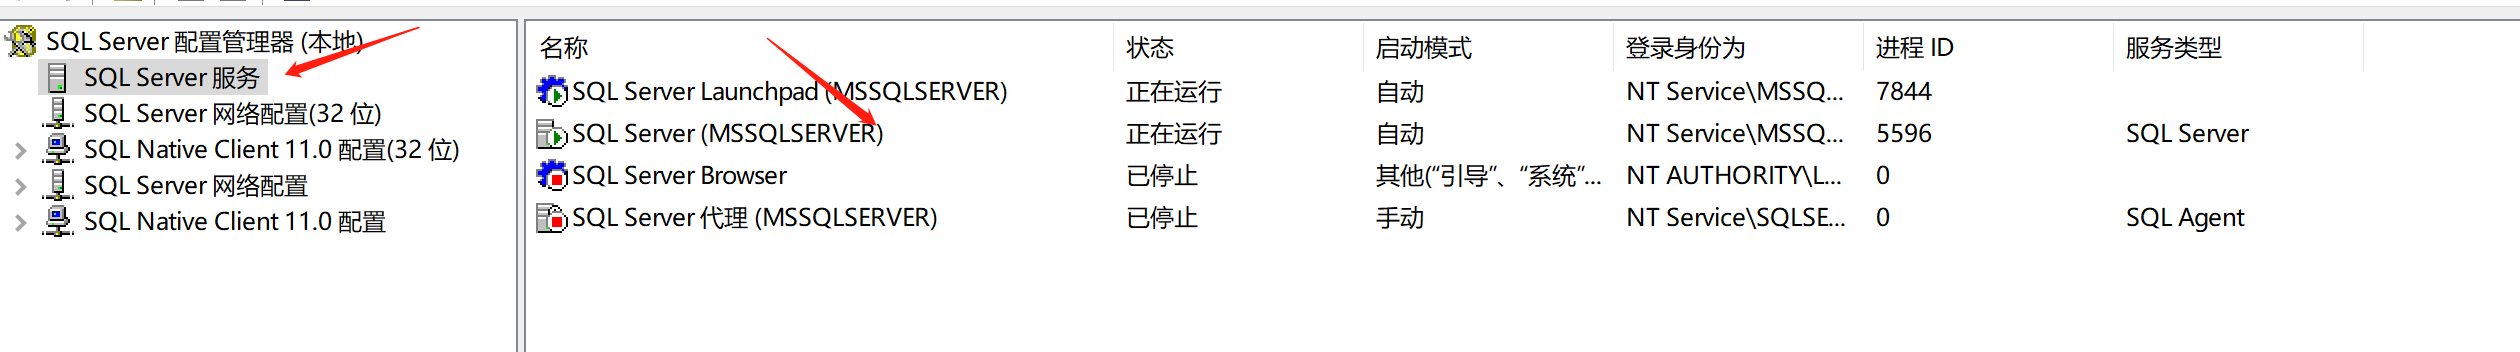 SQL Server 配置管理器 (本地)
SQL Server 服务
SQL Server 网络配置(32 位)
SQL Native Client 11.0 配置(32 位)
SQL Server 网络配置
SQL Native Client 11.0 配置
名称 状态 启动模式 登录身份为 进程 ID 服务类型
SQL Server Launchpad (MSSQLSERVER) 正在运行 自动 NT Service\MSSQ... 7844
SQL Server (MSSQLSERVER) 正在运行 自动 NT Service\MSSQ... 5596 SQL Server
SQL Server Browser 已停止 其他(“引导”、“系统”... NT AUTHORITY\L... 0
SQL Server 代理 (MSSQLSERVER) 已停止 手动 NT Service\SQLSE... 0 SQL Agent